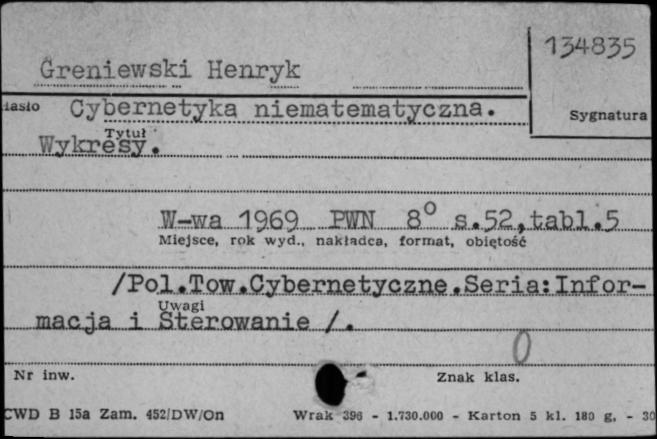 134835
Greniewski Henryk
Hasło Cybernetyka niematematyczna. Sygnatura
Tytuł
Wykresy.
W-wa 1969 PWN 8° s.52,tabl.5
Miejsce, rok wyd., nakładca, format, objętość
/Pol.Tow.Cybernetyczne.Seria:Infor-
Uwagi
macja i Sterowanie /.
0
Nr inw. Znak klas.
CWD B 15a Zam. 452/DW/On Wrak 396 - 1.730.000 - Karton 5 kl. 180 g. - 30